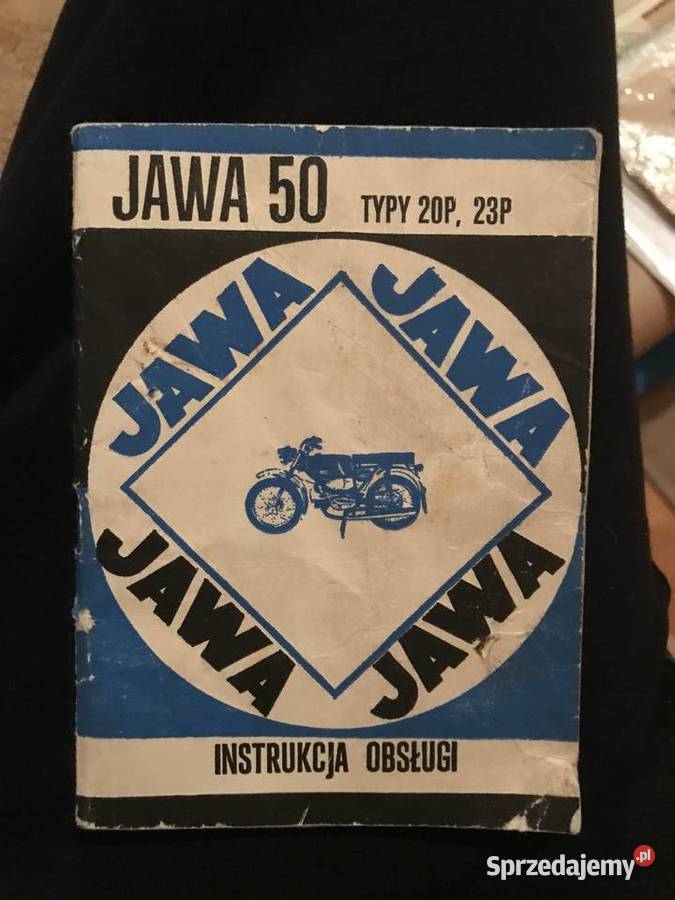 JAWA 50 TYPY 20P, 23P
JAWA JAWA
JAWA JAWA
INSTRUKCJA OBSŁUGI
Sprzedajemy.pl